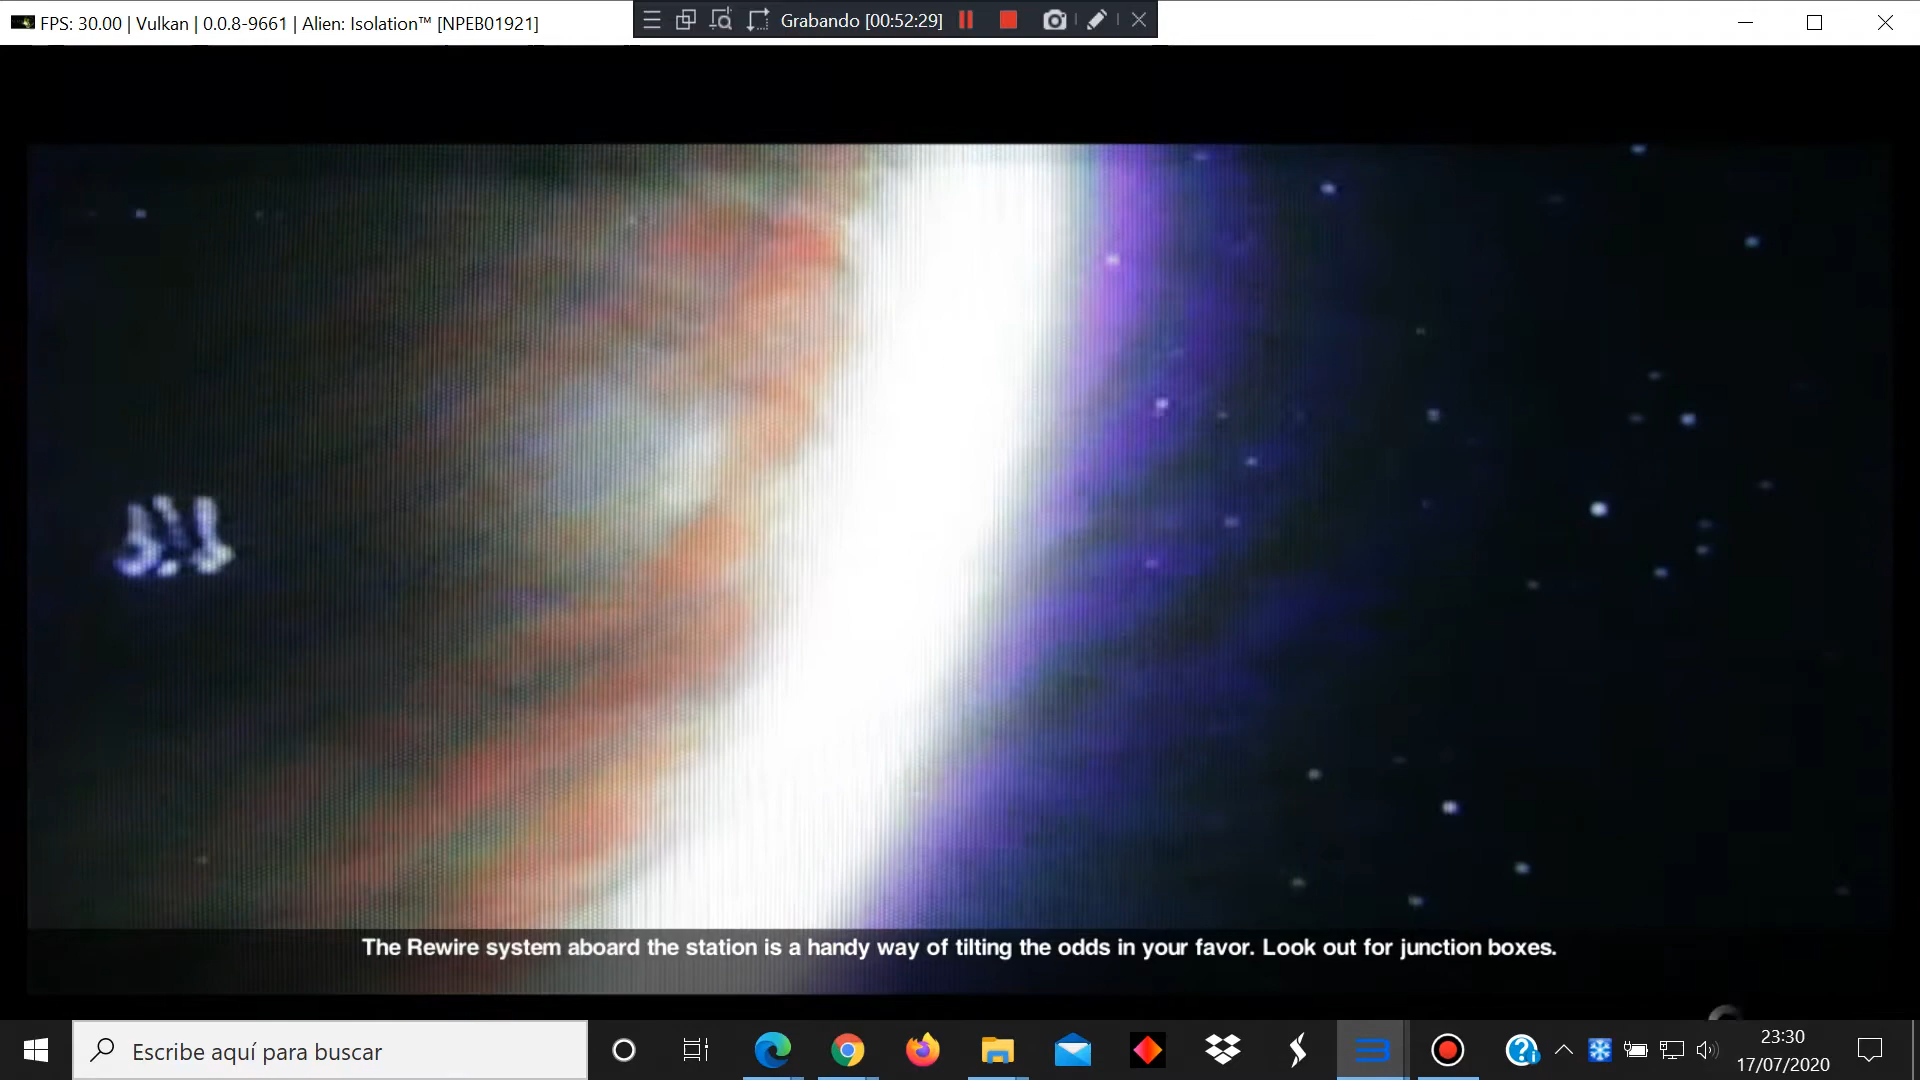 FPS: 30.00 | Vulkan | 0.0.8-9661 | Alien: Isolation™ [NPEB01921]
Grabando [00:52:29]
The Rewire system aboard the station is a handy way of tilting the odds in your favor. Look out for junction boxes.
Escribe aquí para buscar
23:30
17/07/2020